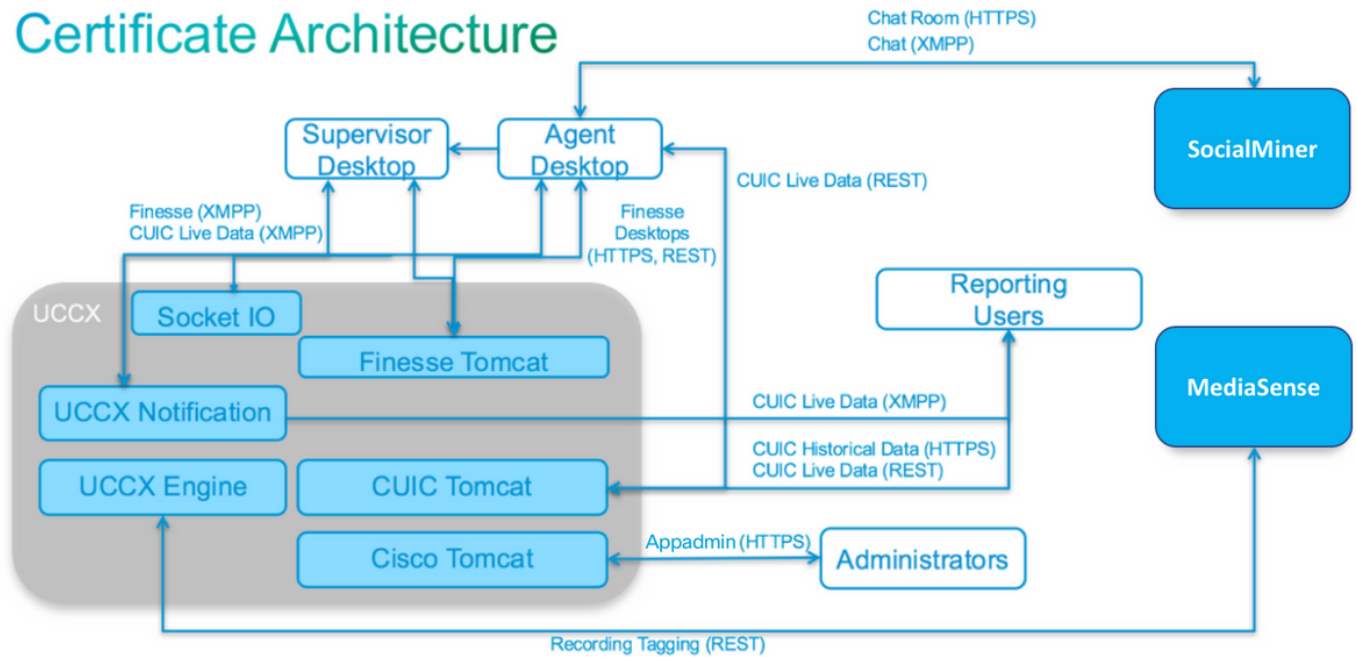 Certificate Architecture
Chat Room (HTTPS)
Chat (XMPP)
Supervisor
Desktop
Agent
Desktop
SocialMiner
CUIC Live Data (REST)
Finesse (XMPP)
CUIC Live Data (XMPP)
Finesse
Desktops
(HTTPS, REST)
UCCX
Socket IO
Reporting
Users
Finesse Tomcat
MediaSense
UCCX Notification
CUIC Live Data (XMPP)
CUIC Historical Data (HTTPS)
CUIC Live Data (REST)
UCCX Engine
CUIC Tomcat
Cisco Tomcat
Appadmin (HTTPS)
Administrators
Recording Tagging (REST)